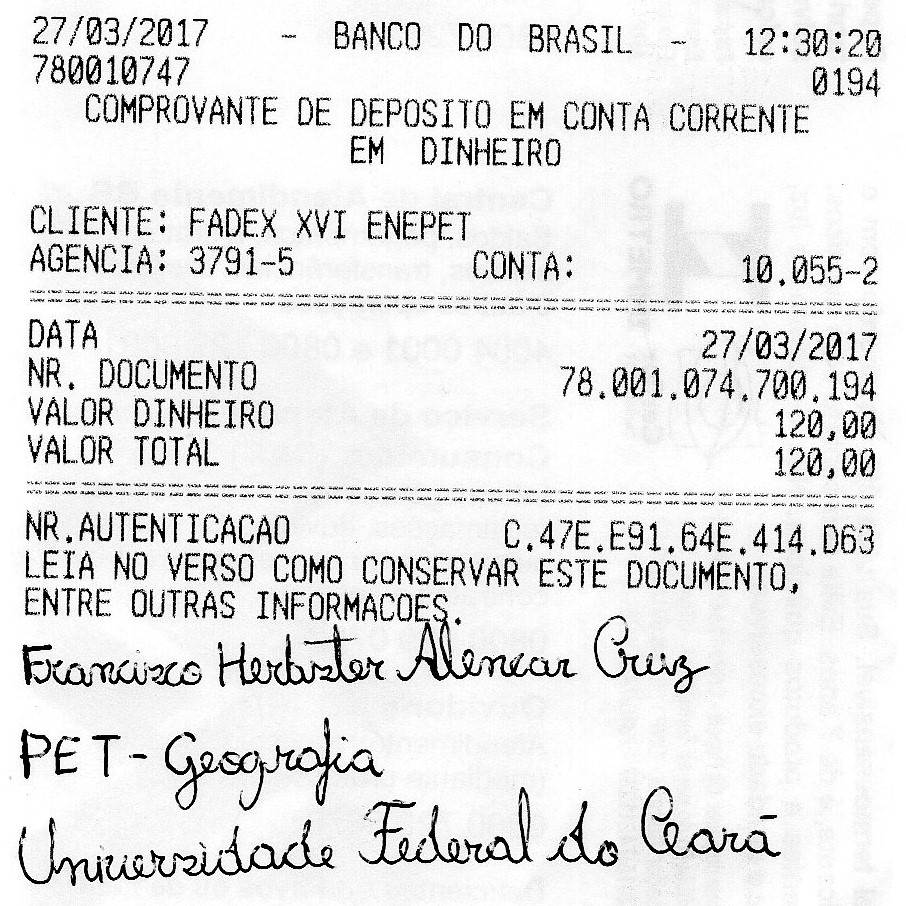 27/03/2017 - BANCO DO BRASIL - 12:30:20
780010747 0194
COMPROVANTE DE DEPOSITO EM CONTA CORRENTE
EM DINHEIRO
CLIENTE: FADEX XVI ENEPET
AGENCIA: 3791-5 CONTA: 10.055-2
DATA 27/03/2017
NR. DOCUMENTO 78.001.074.700.194
VALOR DINHEIRO 120,00
VALOR TOTAL 120,00
NR.AUTENTICACAO C.47E.E91.64E.414.D63
LEIA NO VERSO COMO CONSERVAR ESTE DOCUMENTO,
ENTRE OUTRAS INFORMACOES.
Francisco Herbster Alencar Cruz
PET - Geografia
Universidade Federal do Ceará